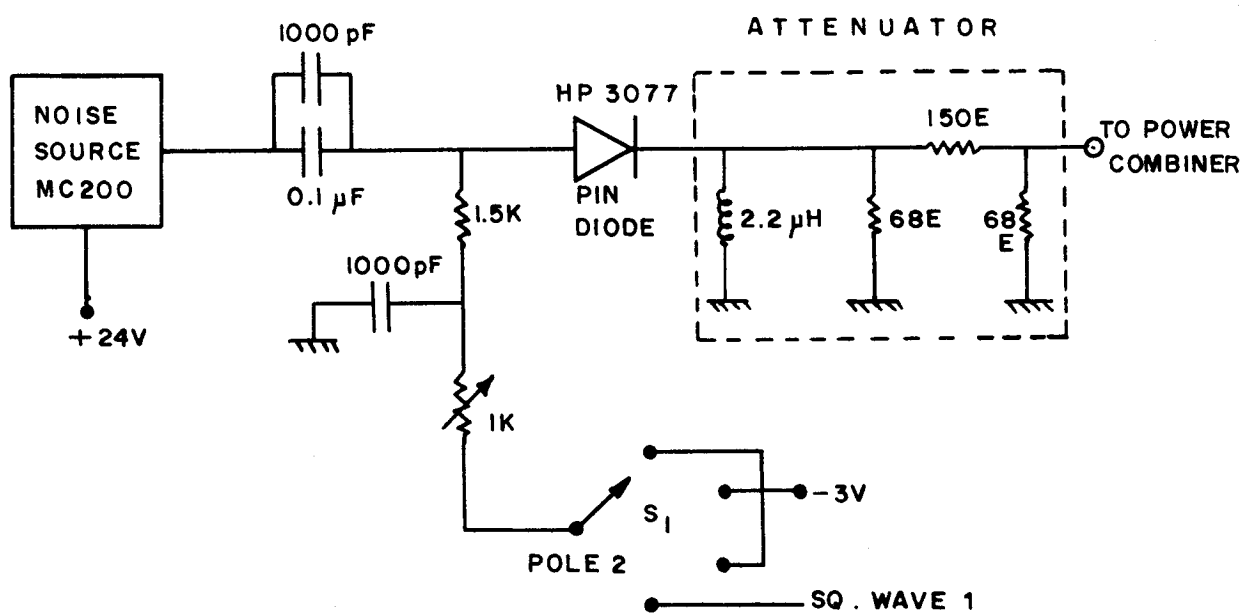 ATTENUATOR
1000 pF
NOISE
SOURCE
MC200
0.1 µF
HP 3077
PIN
DIODE
150E
TO POWER
COMBINER
1.5K
2.2 µH
68E
68
E
1000pF
+24V
1K
S1
-3V
POLE 2
SQ. WAVE 1